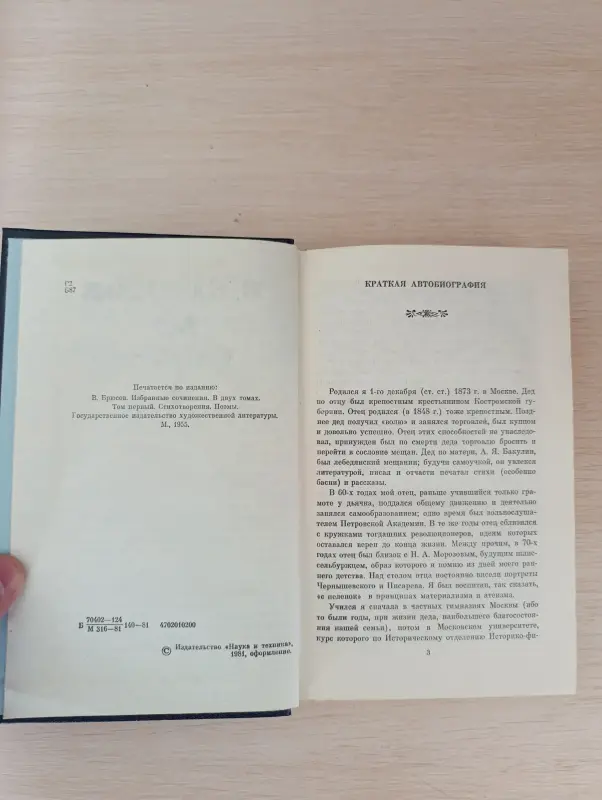 С2
Б87
Печатается по изданию:
В. Брюсов. Избранные сочинения. В двух томах.
Том первый. Стихотворения. Поэмы.
Государственное издательство художественной литературы.
М., 1955.
Б 70402—124
М 316—81 140—81 4702010200
© Издательство «Наука и техника»,
1981, оформление.
КРАТКАЯ АВТОБИОГРАФИЯ
Родился я 1-го декабря (ст. ст.) 1873 г. в Москве. Дед
по отцу был крепостным крестьянином Костромской гу-
бернии. Отец родился (в 1848 г.) тоже крепостным. Позд-
нее дед получил «волю» и занялся торговлей, был купцом
и довольно успешно. Отец этих способностей не унаследо-
вал, принужден был по смерти деда торговлю бросить и
перейти в сословие мещан. Дед по матери, А. Я. Бакулин,
был лебедянский мещанин; будучи самоучкой, он увлекся
литературой, писал и отчасти печатал стихи (особенно
басни) и рассказы.
В 60-х годах мой отец, раньше учившийся только гра-
моте у дьячка, поддался общему движению и деятельно
занялся самообразованием; одно время был вольнослуша-
телем Петровской Академии. В те же годы отец сблизился
с кружками тогдашних революционеров, идеям которых
оставался верен до конца жизни. Между прочим, в 70-х
годах отец был близок с Н. А. Морозовым, будущим шлис-
сельбуржцем, образ которого я помню из дней моего ран-
него детства. Над столом отца постоянно висели портреты
Чернышевского и Писарева. Я был воспитан, так сказать,
«с пеленок» в принципах материализма и атеизма.
Учился я сначала в частных гимназиях Москвы (ибо
то были годы, при жизни деда, наибольшего благосостоя-
ния нашей семьи), потом в Московском университете,
курс которого по Историческому отделению Историко-фи-
3